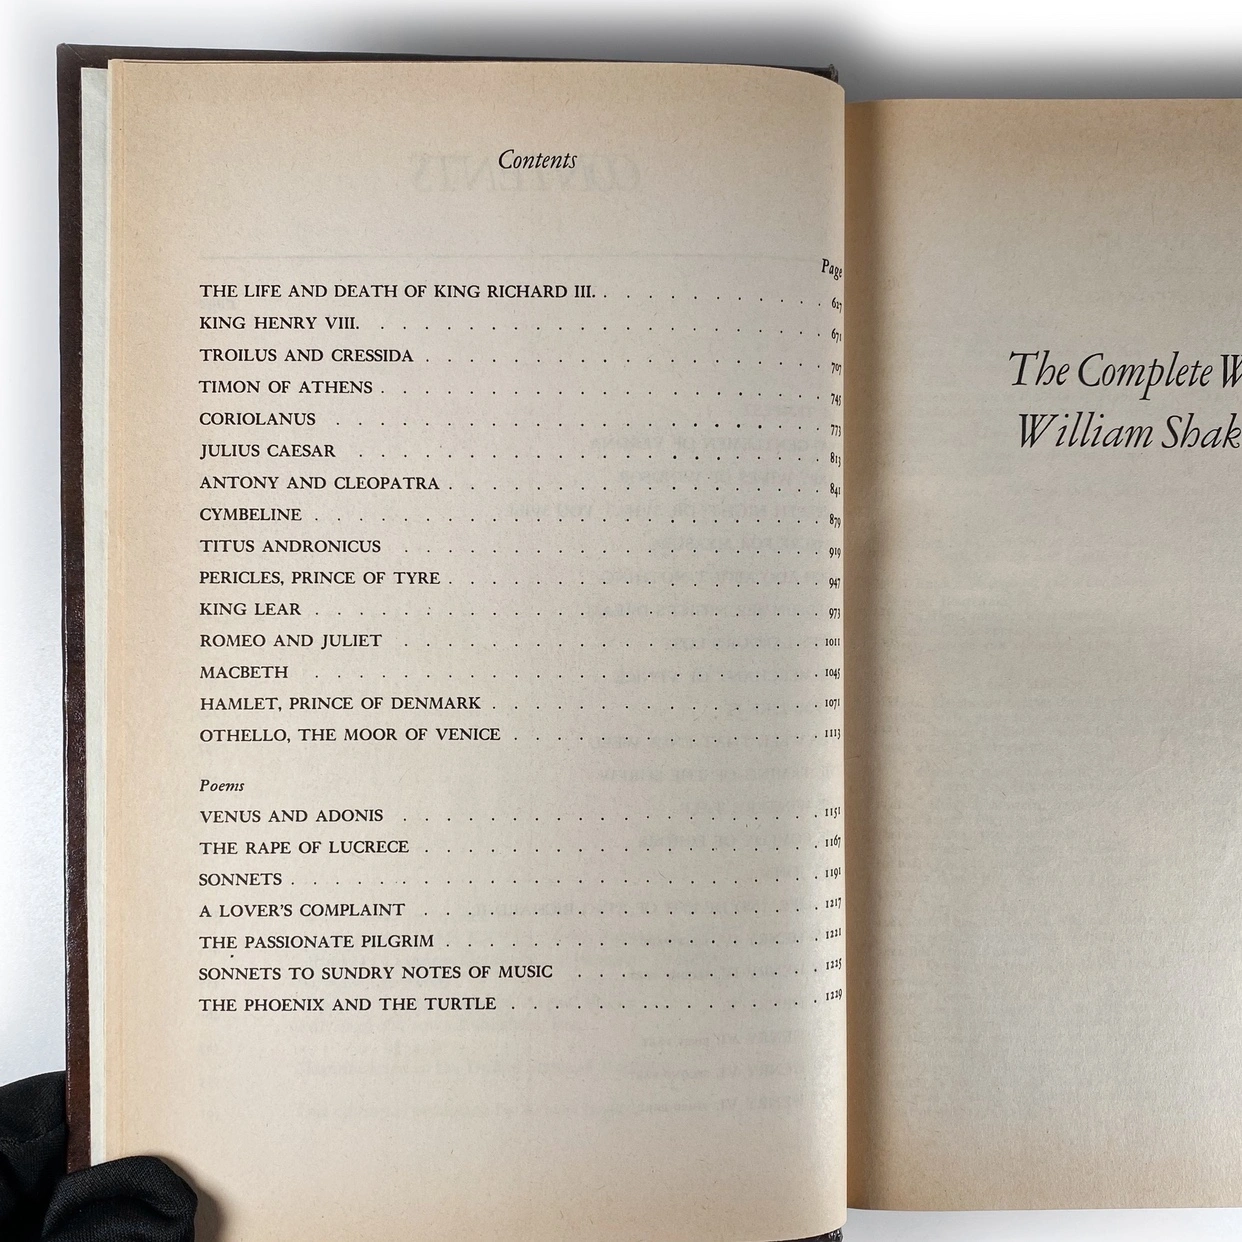 Contents
Page
THE LIFE AND DEATH OF KING RICHARD III. . . . . . . . . . . . 627
KING HENRY VIII. . . . . . . . . . . . . . . . . . . . . 671
TROILUS AND CRESSIDA . . . . . . . . . . . . . . . . . . 707
TIMON OF ATHENS . . . . . . . . . . . . . . . . . . . . 745
CORIOLANUS . . . . . . . . . . . . . . . . . . . . . . 773
JULIUS CAESAR . . . . . . . . . . . . . . . . . . . . . 813
ANTONY AND CLEOPATRA . . . . . . . . . . . . . . . . . 841
CYMBELINE . . . . . . . . . . . . . . . . . . . . . . . 879
TITUS ANDRONICUS . . . . . . . . . . . . . . . . . . . 919
PERICLES, PRINCE OF TYRE . . . . . . . . . . . . . . . . . 947
KING LEAR . . . . . . . . . . . . . . . . . . . . . . . 973
ROMEO AND JULIET . . . . . . . . . . . . . . . . . . . 1011
MACBETH . . . . . . . . . . . . . . . . . . . . . . . 1045
HAMLET, PRINCE OF DENMARK . . . . . . . . . . . . . . . 1071
OTHELLO, THE MOOR OF VENICE . . . . . . . . . . . . . . 1113
Poems
VENUS AND ADONIS . . . . . . . . . . . . . . . . . . . 1151
THE RAPE OF LUCRECE . . . . . . . . . . . . . . . . . . 1167
SONNETS . . . . . . . . . . . . . . . . . . . . . . . . 1191
A LOVER'S COMPLAINT . . . . . . . . . . . . . . . . . . 1217
THE PASSIONATE PILGRIM . . . . . . . . . . . . . . . . . 1221
SONNETS TO SUNDRY NOTES OF MUSIC . . . . . . . . . . . 1225
THE PHOENIX AND THE TURTLE . . . . . . . . . . . . . . 1229
The Complete W
William Shak